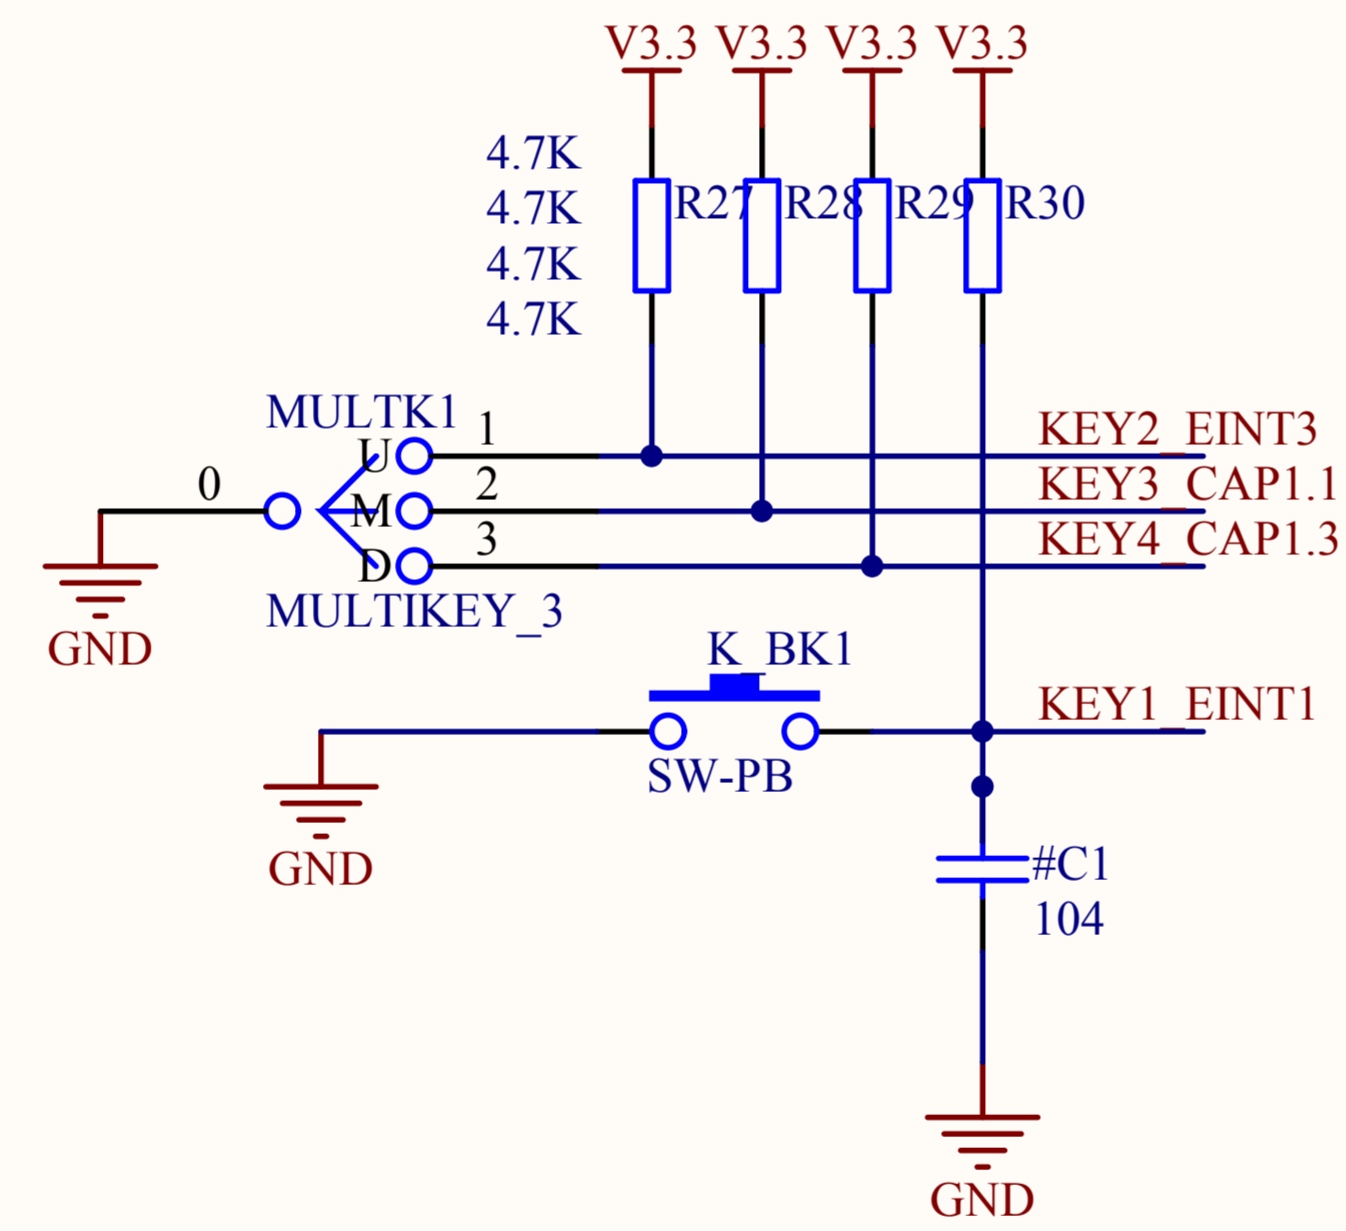 V3.3 V3.3 V3.3 V3.3
4.7K
4.7K
4.7K
4.7K
R27 R28 R29 R30
MULTK1
U 1 KEY2_EINT3
0 M 2 KEY3_CAP1.1
D 3 KEY4_CAP1.3
MULTIKEY_3
GND
K_BK1
KEY1_EINT1
SW-PB
GND
#C1
104
GND